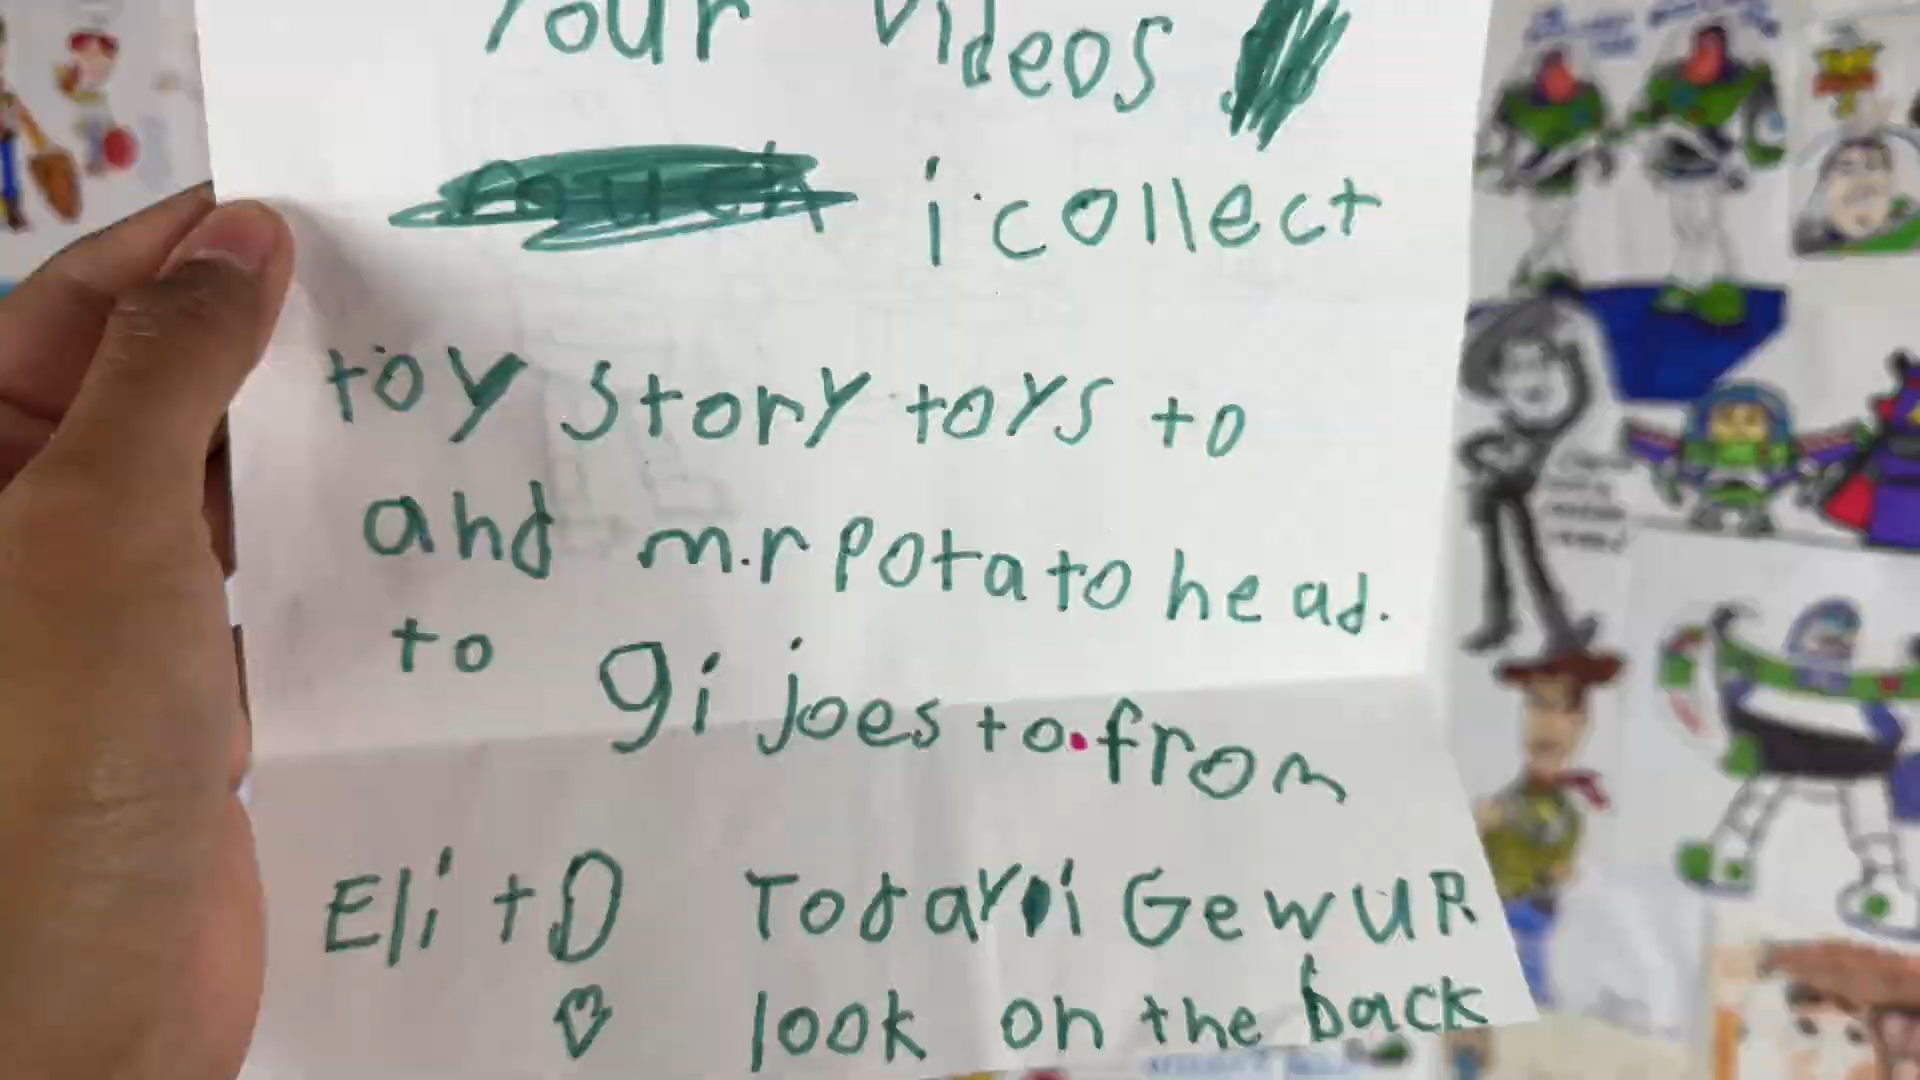 Your videos
i collect
toy story toys to
and m.r potato head.
to gi joes to. from
Eli to Todari GewUR
look on the back